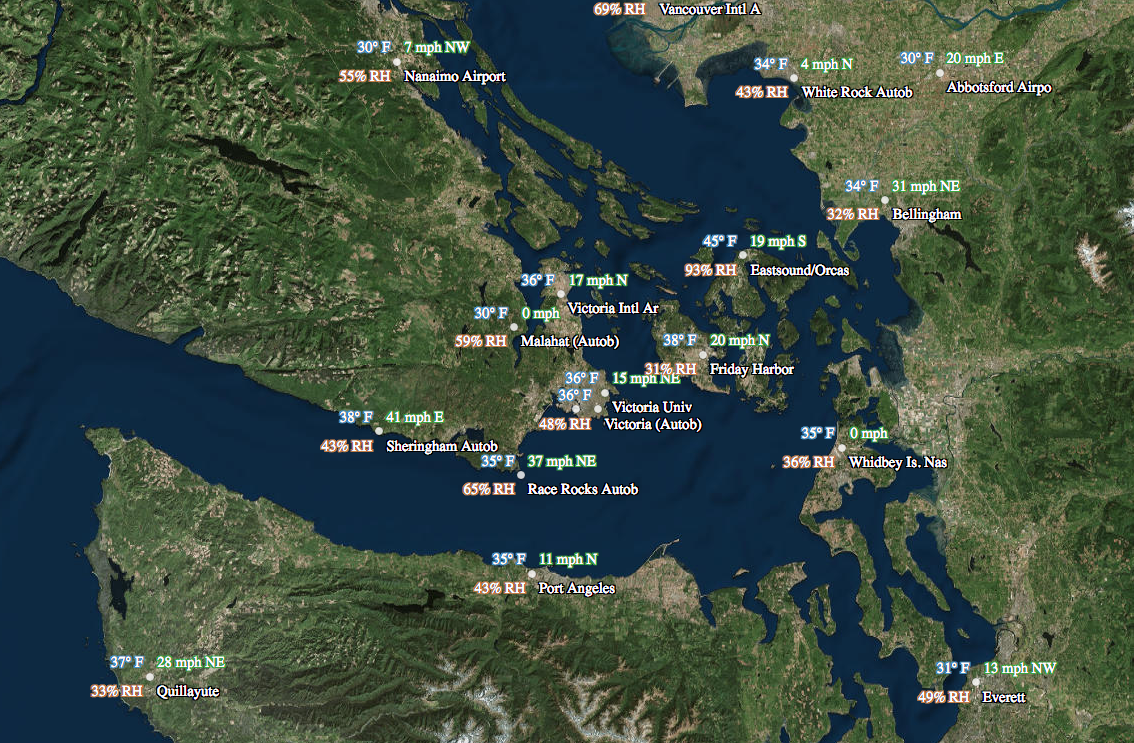 69% RH Vancouver Intl A
30° F 7 mph NW
55% RH Nanaimo Airport
34° F 4 mph N
43% RH White Rock Autob
30° F 20 mph E
Abbotsford Airpo
34° F 31 mph NE
32% RH Bellingham
45° F 19 mph S
93% RH Eastsound/Orcas
36° F 17 mph N
Victoria Intl Ar
30° F 0 mph
59% RH Malahat (Autob)
38° F 20 mph N
31% RH Friday Harbor
36° F 15 mph NE
Victoria Univ
36° F
48% RH Victoria (Autob)
38° F 41 mph E
43% RH Sheringham Autob
35° F 37 mph NE
65% RH Race Rocks Autob
35° F 0 mph
36% RH Whidbey Is. Nas
35° F 11 mph N
43% RH Port Angeles
37° F 28 mph NE
33% RH Quillayute
31° F 13 mph NW
49% RH Everett